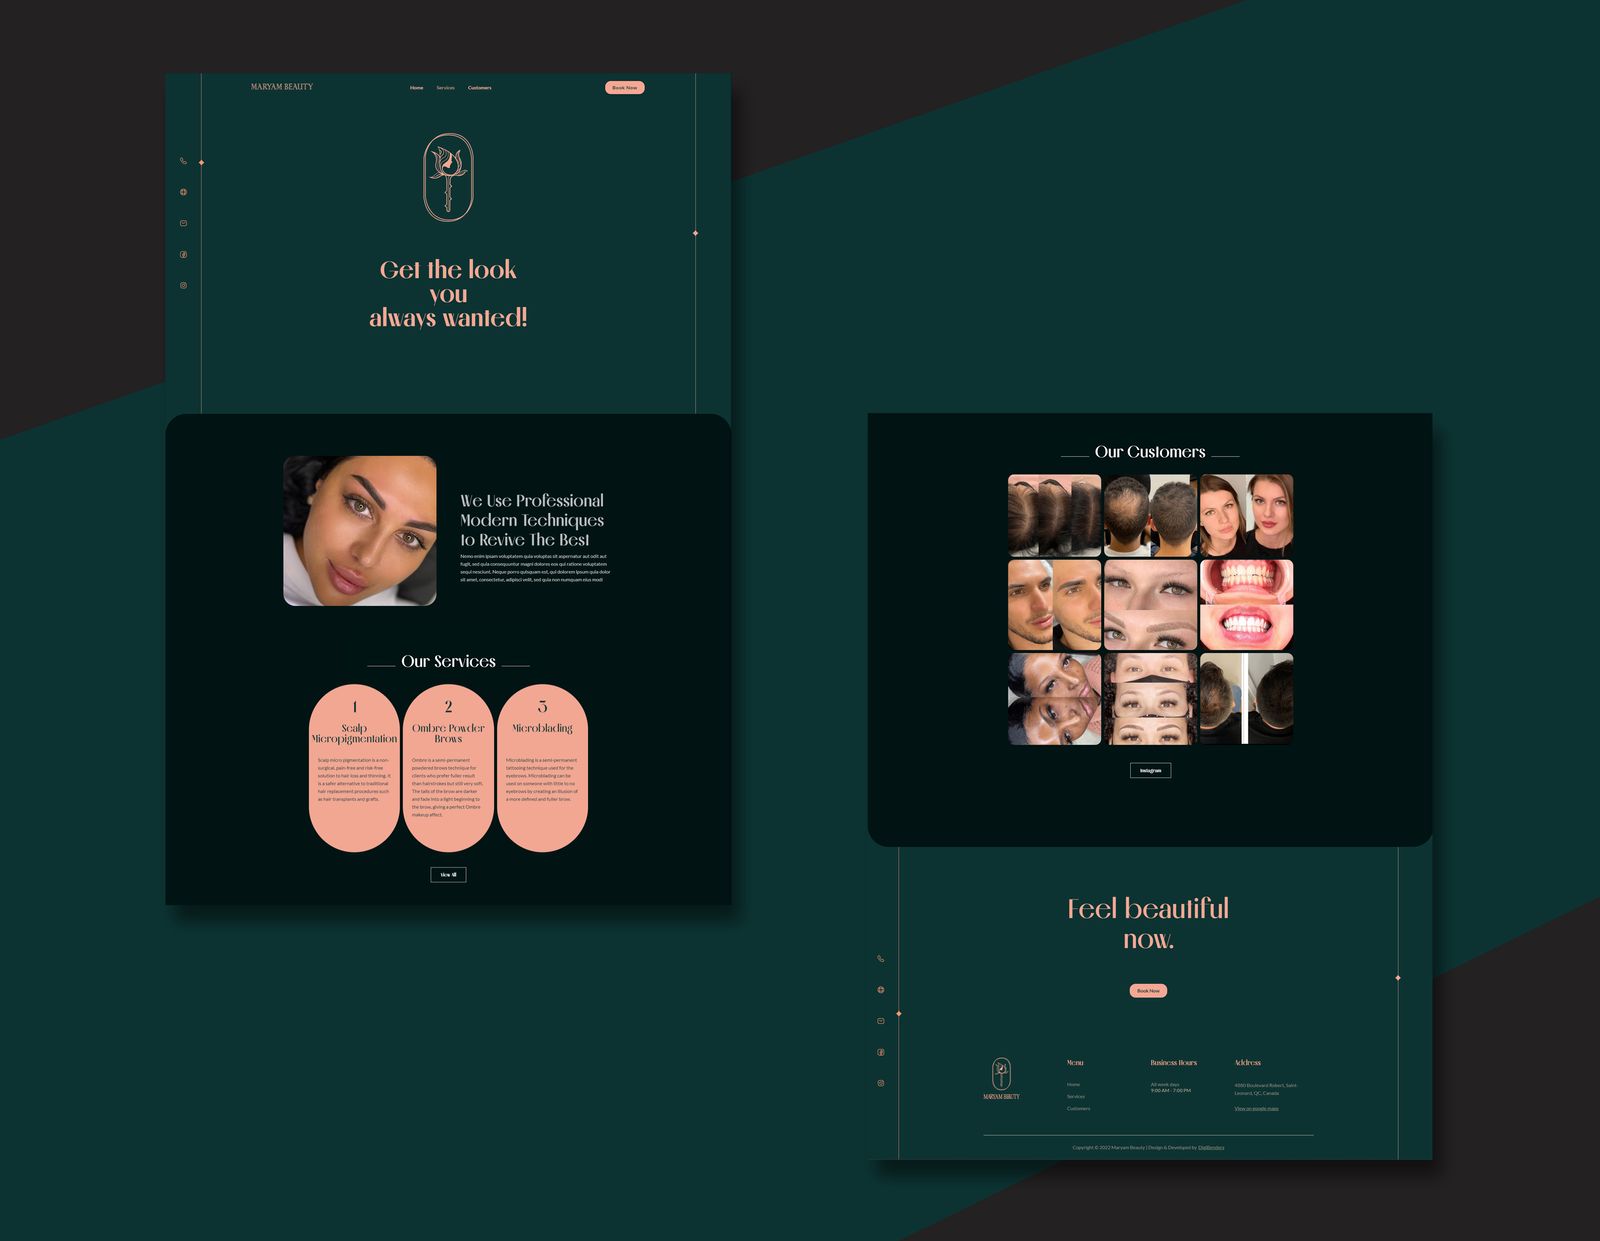 MARYAM BEAUTY
Home
Services
Customers
Book Now
Get the look
you
always wanted!
We Use Professional
Modern Techniques
to Revive The Best
Nemo enim ipsam voluptatem quia voluptas sit aspernatur aut odit aut
fugit, sed quia consequuntur magni dolores eos qui ratione voluptatem
sequi nesciunt. Neque porro quisquam est, qui dolorem ipsum quia dolor
sit amet, consectetur, adipisci velit, sed quia non numquam eius modi
Our Services
1
Scalp
Micropigmentation
Scalp micro pigmentation is a non-
surgical, pain-free and risk-free
solution to hair loss and thinning. It
is a safer alternative to traditional
hair replacement procedures such
as hair transplants and grafts.
2
Ombre Powder
Brows
Ombre is a semi-permanent
powdered brows technique for
clients who prefer fuller result
than hairstrokes but still very soft.
The tails of the brow are darker
and fade into a light beginning to
the brow, giving a perfect Ombre
makeup effect.
3
Microblading
Microblading is a semi-permanent
tattooing technique used for the
eyebrows. Microblading can be
used on someone with little to no
eyebrows by creating an illusion of
a more defined and fuller brow.
View All
Our Customers
Instagram
Feel beautiful
now.
Book Now
MARYAM BEAUTY
Menu
Home
Services
Customers
Business Hours
All week days
9:00 AM - 7:00 PM
Address
4880 Boulevard Robert, Saint-
Leonard, QC, Canada
View on google maps
Copyright © 2022 Maryam Beauty | Design & Developed by DigiBenders